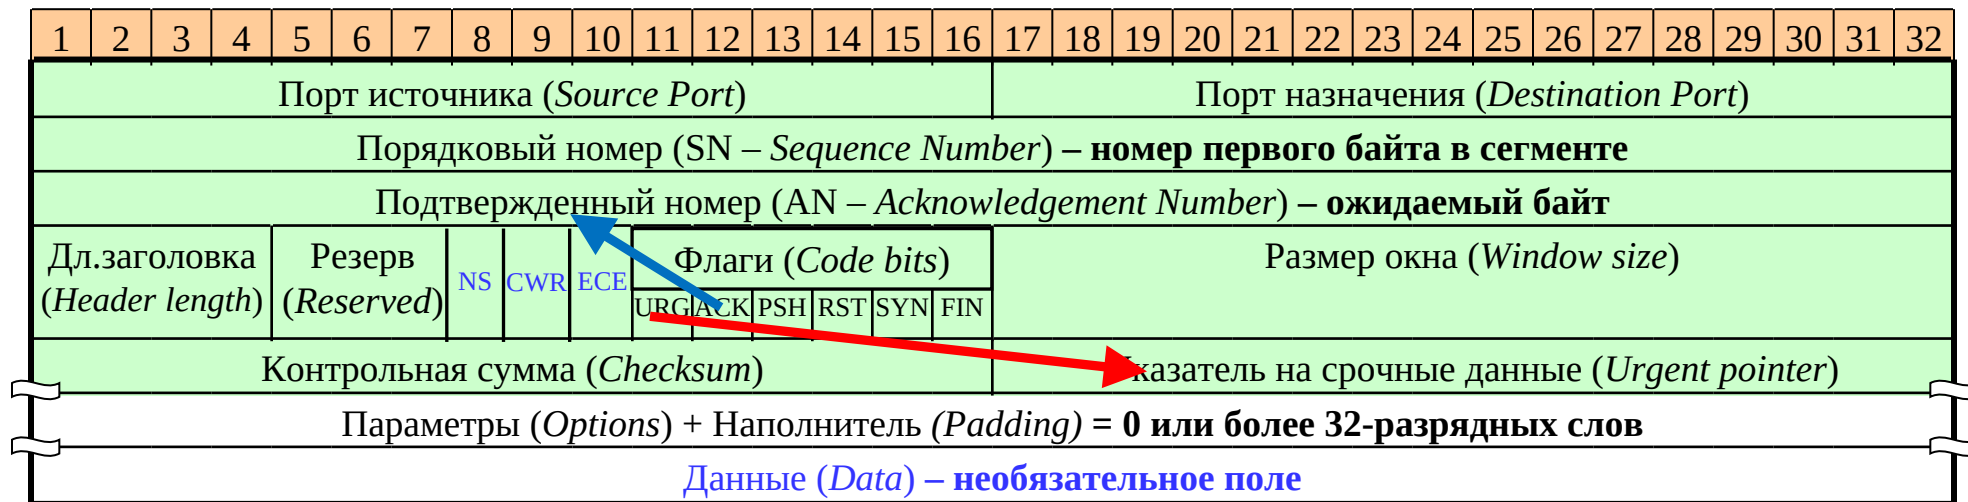 1 2 3 4 5 6 7 8 9 10 11 12 13 14 15 16 17 18 19 20 21 22 23 24 25 26 27 28 29 30 31 32
Порт источника (Source Port) Порт назначения (Destination Port)
Порядковый номер (SN – Sequence Number) – номер первого байта в сегменте
Подтвержденный номер (AN – Acknowledgement Number) – ожидаемый байт
Дл.заголовка Резерв NS CWR ECE Флаги (Code bits) Размер окна (Window size)
(Header length) (Reserved) URG ACK PSH RST SYN FIN
Контрольная сумма (Checksum) на срочные данные (Urgent pointer)
Параметры (Options) + Наполнитель (Padding) = 0 или более 32-разрядных слов
Данные (Data) – необязательное поле